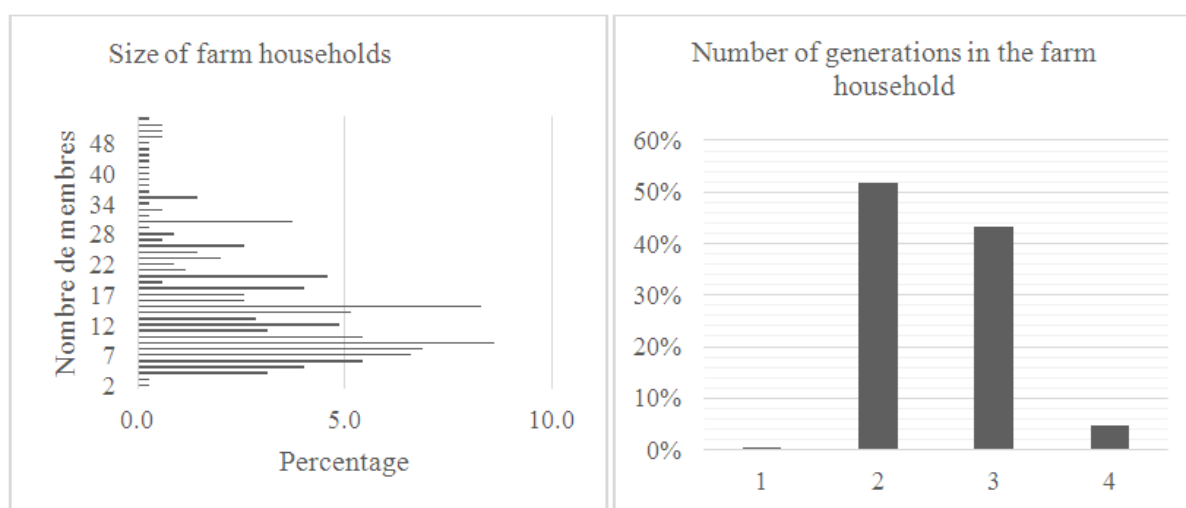 Size of farm households
Nombre de membres
48
40
34
28
22
17
12
7
2
0.0 5.0 10.0
Percentage
Number of generations in the farm
household
60%
50%
40%
30%
20%
10%
0%
1 2 3 4